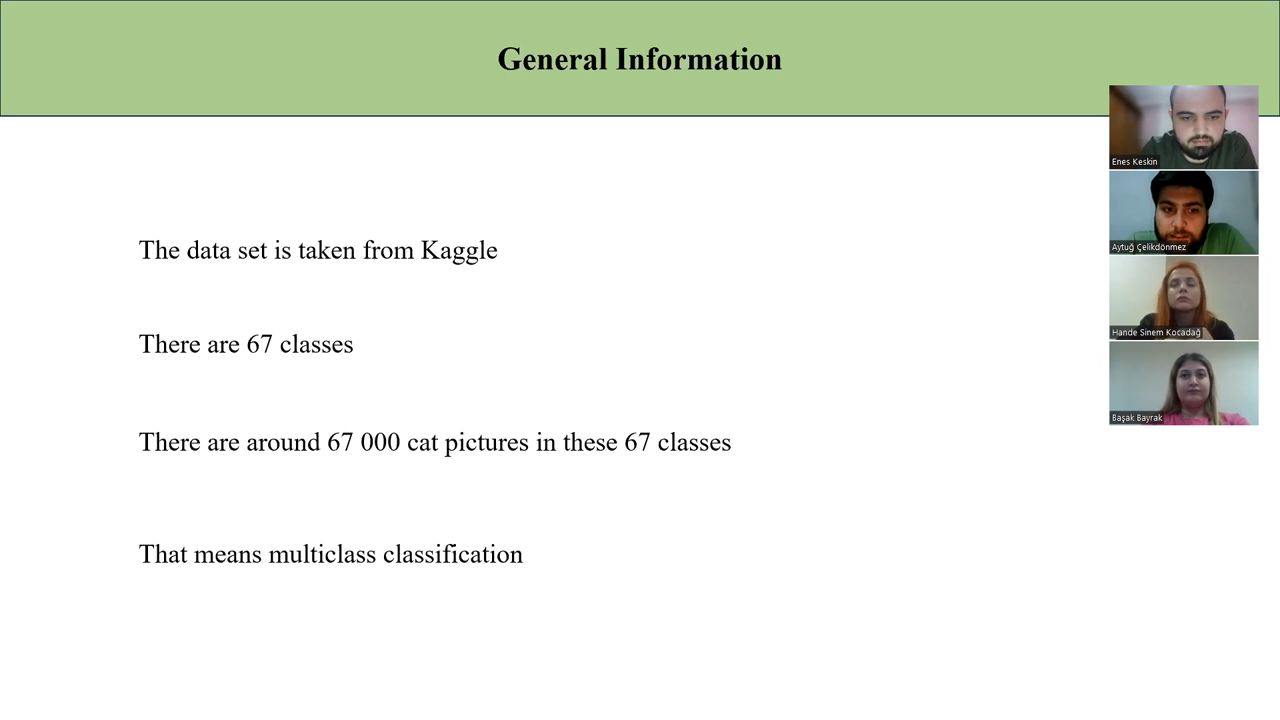 General Information
Enes Keskin
Aytuğ Çelikdönmez
The data set is taken from Kaggle
Hande Sinem Kocadağ
There are 67 classes
Başak Bayrak
There are around 67 000 cat pictures in these 67 classes
That means multiclass classification